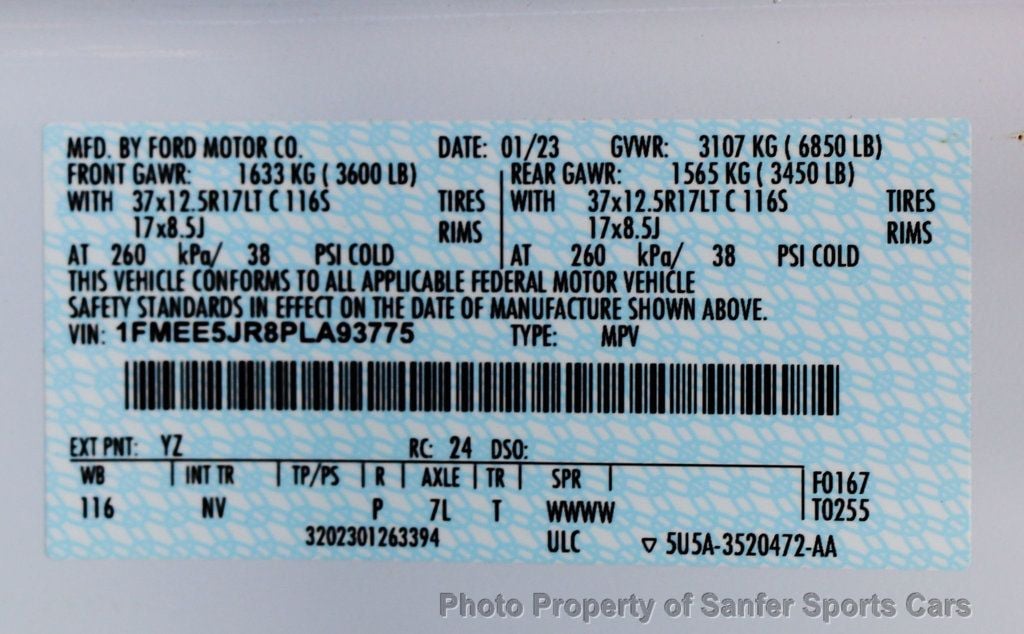 MFD. BY FORD MOTOR CO. DATE: 01/23 GVWR: 3107 KG ( 6850 LB)
FRONT GAWR: 1633 KG ( 3600 LB) REAR GAWR: 1565 KG ( 3450 LB)
WITH 37x12.5R17LT C 116S TIRES WITH 37x12.5R17LT C 116S TIRES
17x8.5J RIMS 17x8.5J RIMS
AT 260 kPa/ 38 PSI COLD AT 260 kPa/ 38 PSI COLD
THIS VEHICLE CONFORMS TO ALL APPLICABLE FEDERAL MOTOR VEHICLE
SAFETY STANDARDS IN EFFECT ON THE DATE OF MANUFACTURE SHOWN ABOVE.
VIN: 1FMEE5JR8PLA93775 TYPE: MPV
EXT PNT: YZ RC: 24 DSO:
WB INT TR TP/PS R AXLE TR SPR F0167
116 NV P 7L T WWWW T0255
3202301263394 ULC ▽ 5U5A-3520472-AA
Photo Property of Sanfer Sports Cars